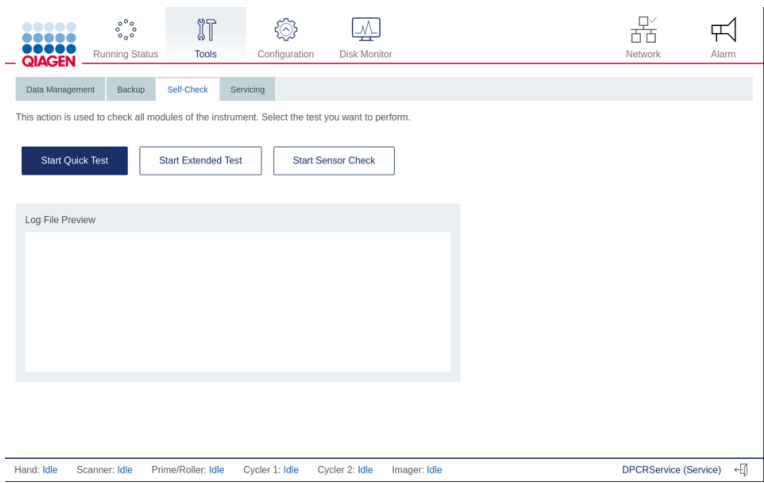 QIAGEN
Running Status Tools Configuration Disk Monitor Network Alarm
Data Management Backup Self-Check Servicing
This action is used to check all modules of the instrument. Select the test you want to perform.
Start Quick Test Start Extended Test Start Sensor Check
Log File Preview
Hand: Idle Scanner: Idle Prime/Roller: Idle Cycler 1: Idle Cycler 2: Idle Imager: Idle DPCRService (Service)